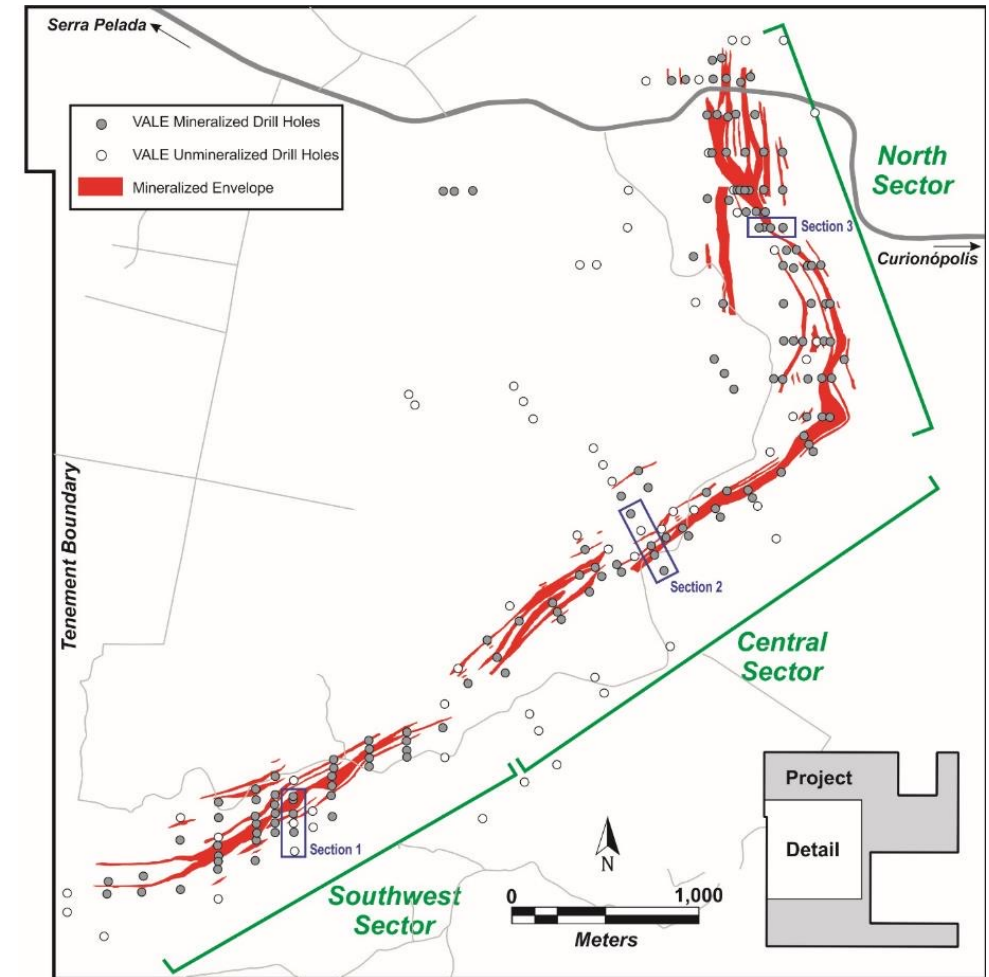 Serra Pelada
VALE Mineralized Drill Holes
VALE Unmineralized Drill Holes
Mineralized Envelope
North
Sector
Section 3
Curionópolis
Tenement Boundary
Section 2
Central
Sector
Project
Detail
Section 1
N
0
1,000
Meters
Southwest
Sector